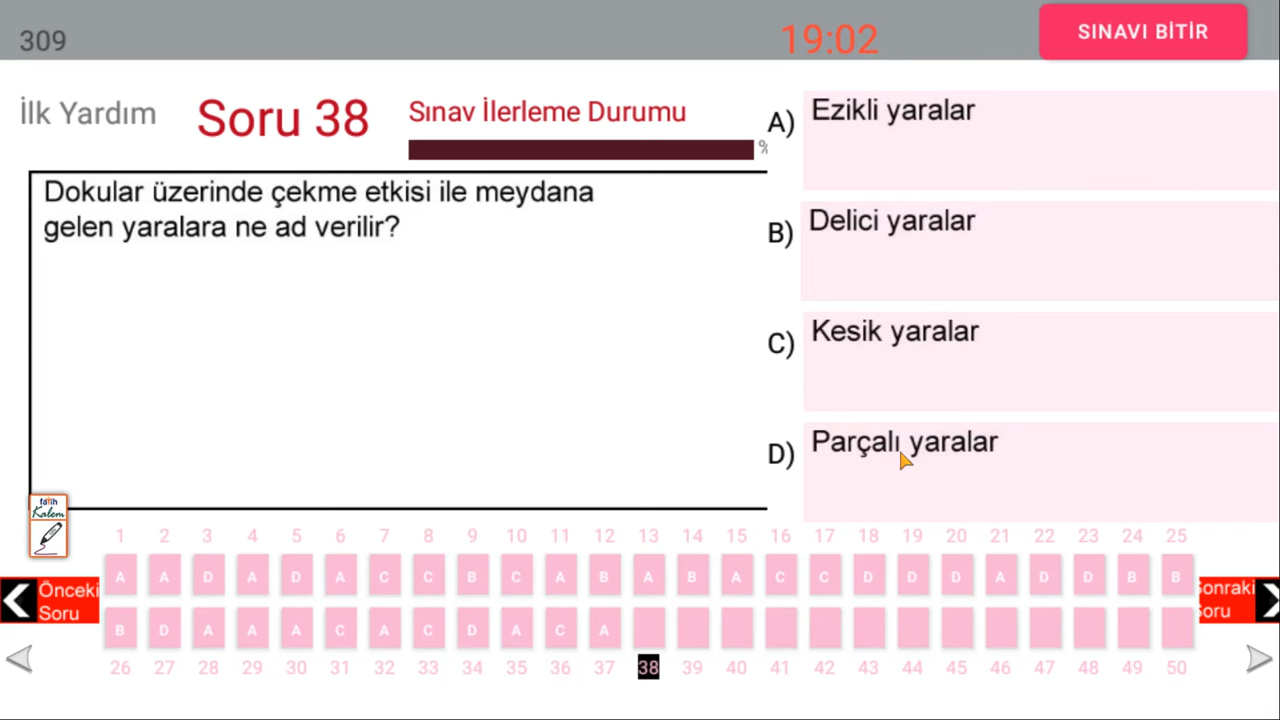 309
19:02
SINAVI BİTİR
İlk Yardım
Soru 38
Sınav İlerleme Durumu
%
Dokular üzerinde çekme etkisi ile meydana
gelen yaralara ne ad verilir?
A) Ezikli yaralar
B) Delici yaralar
C) Kesik yaralar
D) Parçalı yaralar
fatih
Kalem
1 2 3 4 5 6 7 8 9 10 11 12 13 14 15 16 17 18 19 20 21 22 23 24 25
A A D A D A C C B C A B A B A C C D D D A D D B B
Önceki
Soru
Sonraki
Soru
B D A A A C A C D A C A
26 27 28 29 30 31 32 33 34 35 36 37 38 39 40 41 42 43 44 45 46 47 48 49 50